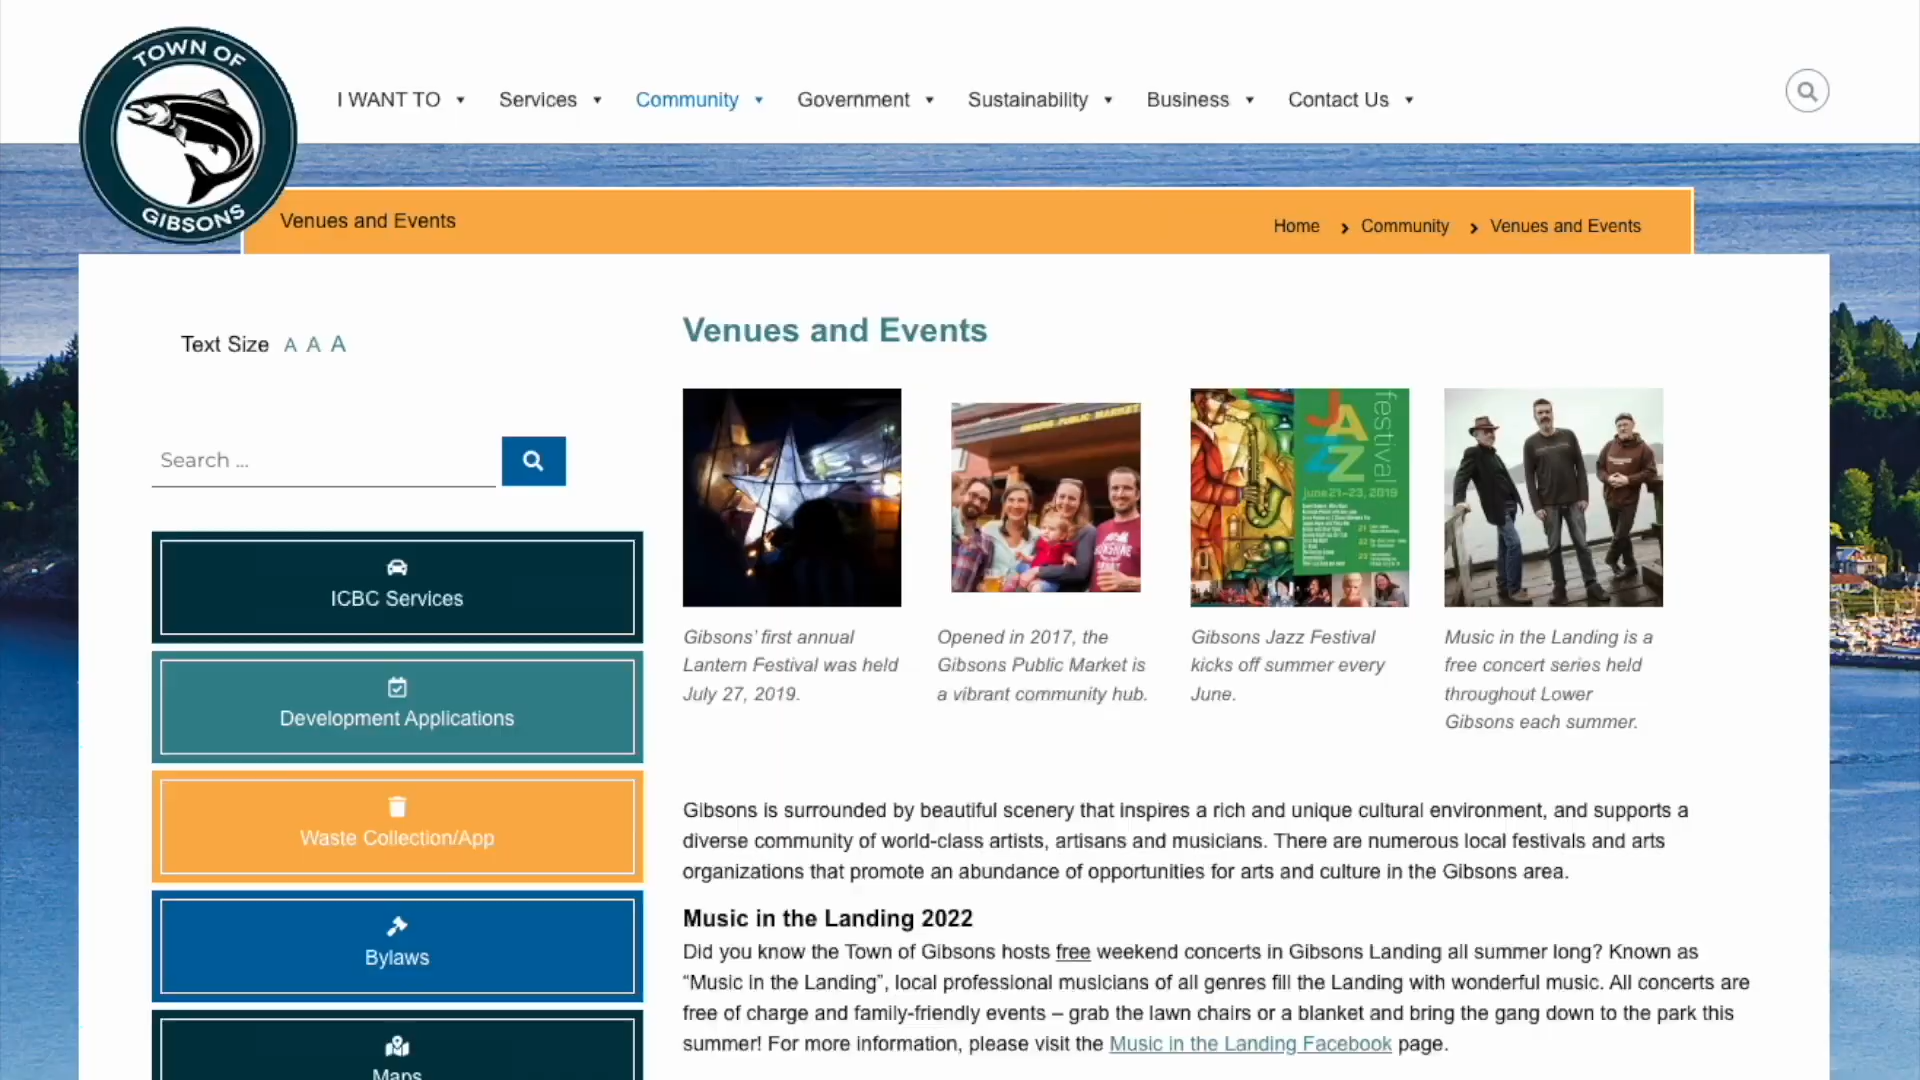 TOWN OF
GIBSONS
I WANT TO
Services
Community
Government
Sustainability
Business
Contact Us
Venues and Events
Home
Community
Venues and Events
Text Size A A A
Search ...
ICBC Services
Development Applications
Waste Collection/App
Bylaws
Maps
Venues and Events
GIBSONS PUBLIC MARKET
SUNSHINE
JAZZ
festival
june 21-23, 2019
21
22
23
Gibsons’ first annual
Lantern Festival was held
July 27, 2019.
Opened in 2017, the
Gibsons Public Market is
a vibrant community hub.
Gibsons Jazz Festival
kicks off summer every
June.
Music in the Landing is a
free concert series held
throughout Lower
Gibsons each summer.
Gibsons is surrounded by beautiful scenery that inspires a rich and unique cultural environment, and supports a
diverse community of world-class artists, artisans and musicians. There are numerous local festivals and arts
organizations that promote an abundance of opportunities for arts and culture in the Gibsons area.
Music in the Landing 2022
Did you know the Town of Gibsons hosts free weekend concerts in Gibsons Landing all summer long? Known as
“Music in the Landing”, local professional musicians of all genres fill the Landing with wonderful music. All concerts are
free of charge and family-friendly events – grab the lawn chairs or a blanket and bring the gang down to the park this
summer! For more information, please visit the Music in the Landing Facebook page.